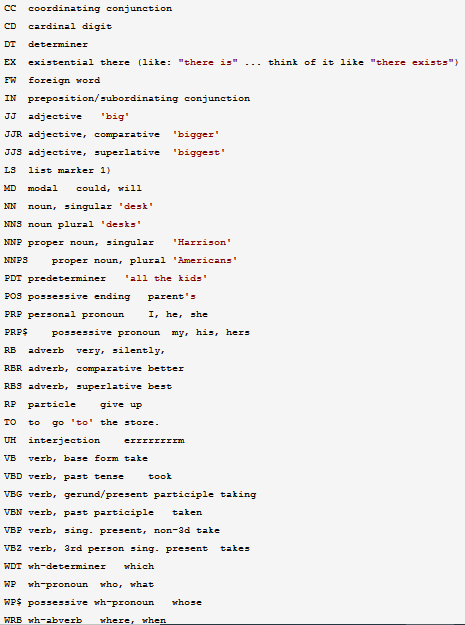 CC coordinating conjunction
CD cardinal digit
DT determiner
EX existential there (like: "there is" ... think of it like "there exists")
FW foreign word
IN preposition/subordinating conjunction
JJ adjective 'big'
JJR adjective, comparative 'bigger'
JJS adjective, superlative 'biggest'
LS list marker 1)
MD modal could, will
NN noun, singular 'desk'
NNS noun plural 'desks'
NNP proper noun, singular 'Harrison'
NNPS proper noun, plural 'Americans'
PDT predeterminer 'all the kids'
POS possessive ending parent's
PRP personal pronoun I, he, she
PRP$ possessive pronoun my, his, hers
RB adverb very, silently,
RBR adverb, comparative better
RBS adverb, superlative best
RP particle give up
TO to go 'to' the store.
UH interjection errrrrrrrm
VB verb, base form take
VBD verb, past tense took
VBG verb, gerund/present participle taking
VBN verb, past participle taken
VBP verb, sing. present, non-3d take
VBZ verb, 3rd person sing. present takes
WDT wh-determiner which
WP wh-pronoun who, what
WP$ possessive wh-pronoun whose
WRB wh-abverb where, when